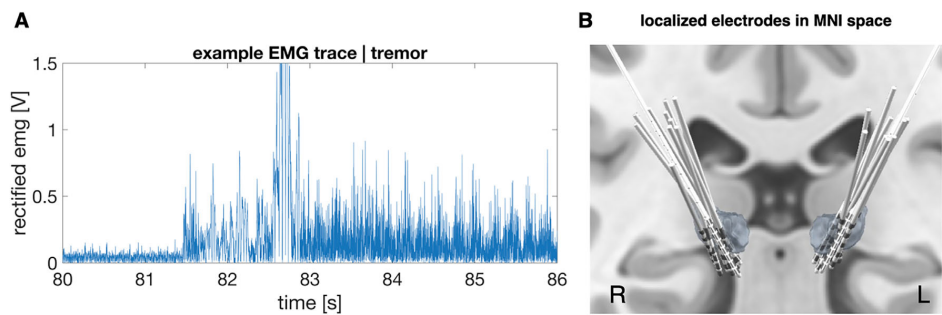 A
example EMG trace | tremor
rectified emg [V]
1.5
1
0.5
0
80 81 82 83 84 85 86
time [s]
B
localized electrodes in MNI space
R L